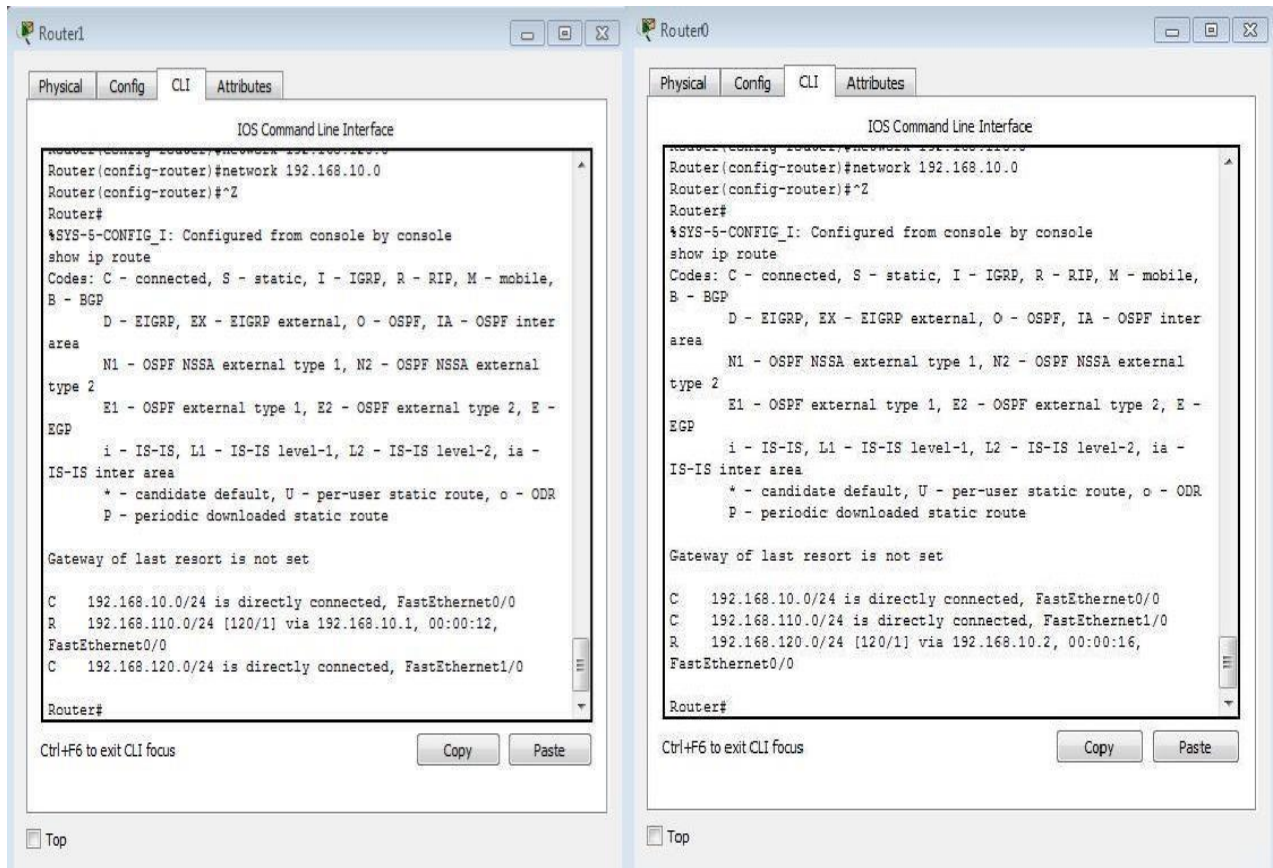 Router1
Physical Config CLI Attributes
IOS Command Line Interface
Router(config-router)#network 192.168.120.0
Router(config-router)#network 192.168.10.0
Router(config-router)#^Z
Router#
%SYS-5-CONFIG_I: Configured from console by console
show ip route
Codes: C - connected, S - static, I - IGRP, R - RIP, M - mobile,
B - BGP
D - EIGRP, EX - EIGRP external, O - OSPF, IA - OSPF inter
area
N1 - OSPF NSSA external type 1, N2 - OSPF NSSA external
type 2
E1 - OSPF external type 1, E2 - OSPF external type 2, E -
EGP
i - IS-IS, L1 - IS-IS level-1, L2 - IS-IS level-2, ia -
IS-IS inter area
* - candidate default, U - per-user static route, o - ODR
P - periodic downloaded static route
Gateway of last resort is not set
C 192.168.10.0/24 is directly connected, FastEthernet0/0
R 192.168.110.0/24 [120/1] via 192.168.10.1, 00:00:12,
FastEthernet0/0
C 192.168.120.0/24 is directly connected, FastEthernet1/0
Router#
Ctrl+F6 to exit CLI focus
Copy Paste
Top
Router0
Physical Config CLI Attributes
IOS Command Line Interface
Router(config-router)#network 192.168.110.0
Router(config-router)#network 192.168.10.0
Router(config-router)#^Z
Router#
%SYS-5-CONFIG_I: Configured from console by console
show ip route
Codes: C - connected, S - static, I - IGRP, R - RIP, M - mobile,
B - BGP
D - EIGRP, EX - EIGRP external, O - OSPF, IA - OSPF inter
area
N1 - OSPF NSSA external type 1, N2 - OSPF NSSA external
type 2
E1 - OSPF external type 1, E2 - OSPF external type 2, E -
EGP
i - IS-IS, L1 - IS-IS level-1, L2 - IS-IS level-2, ia -
IS-IS inter area
* - candidate default, U - per-user static route, o - ODR
P - periodic downloaded static route
Gateway of last resort is not set
C 192.168.10.0/24 is directly connected, FastEthernet0/0
C 192.168.110.0/24 is directly connected, FastEthernet1/0
R 192.168.120.0/24 [120/1] via 192.168.10.2, 00:00:16,
FastEthernet0/0
Router#
Ctrl+F6 to exit CLI focus
Copy Paste
Top